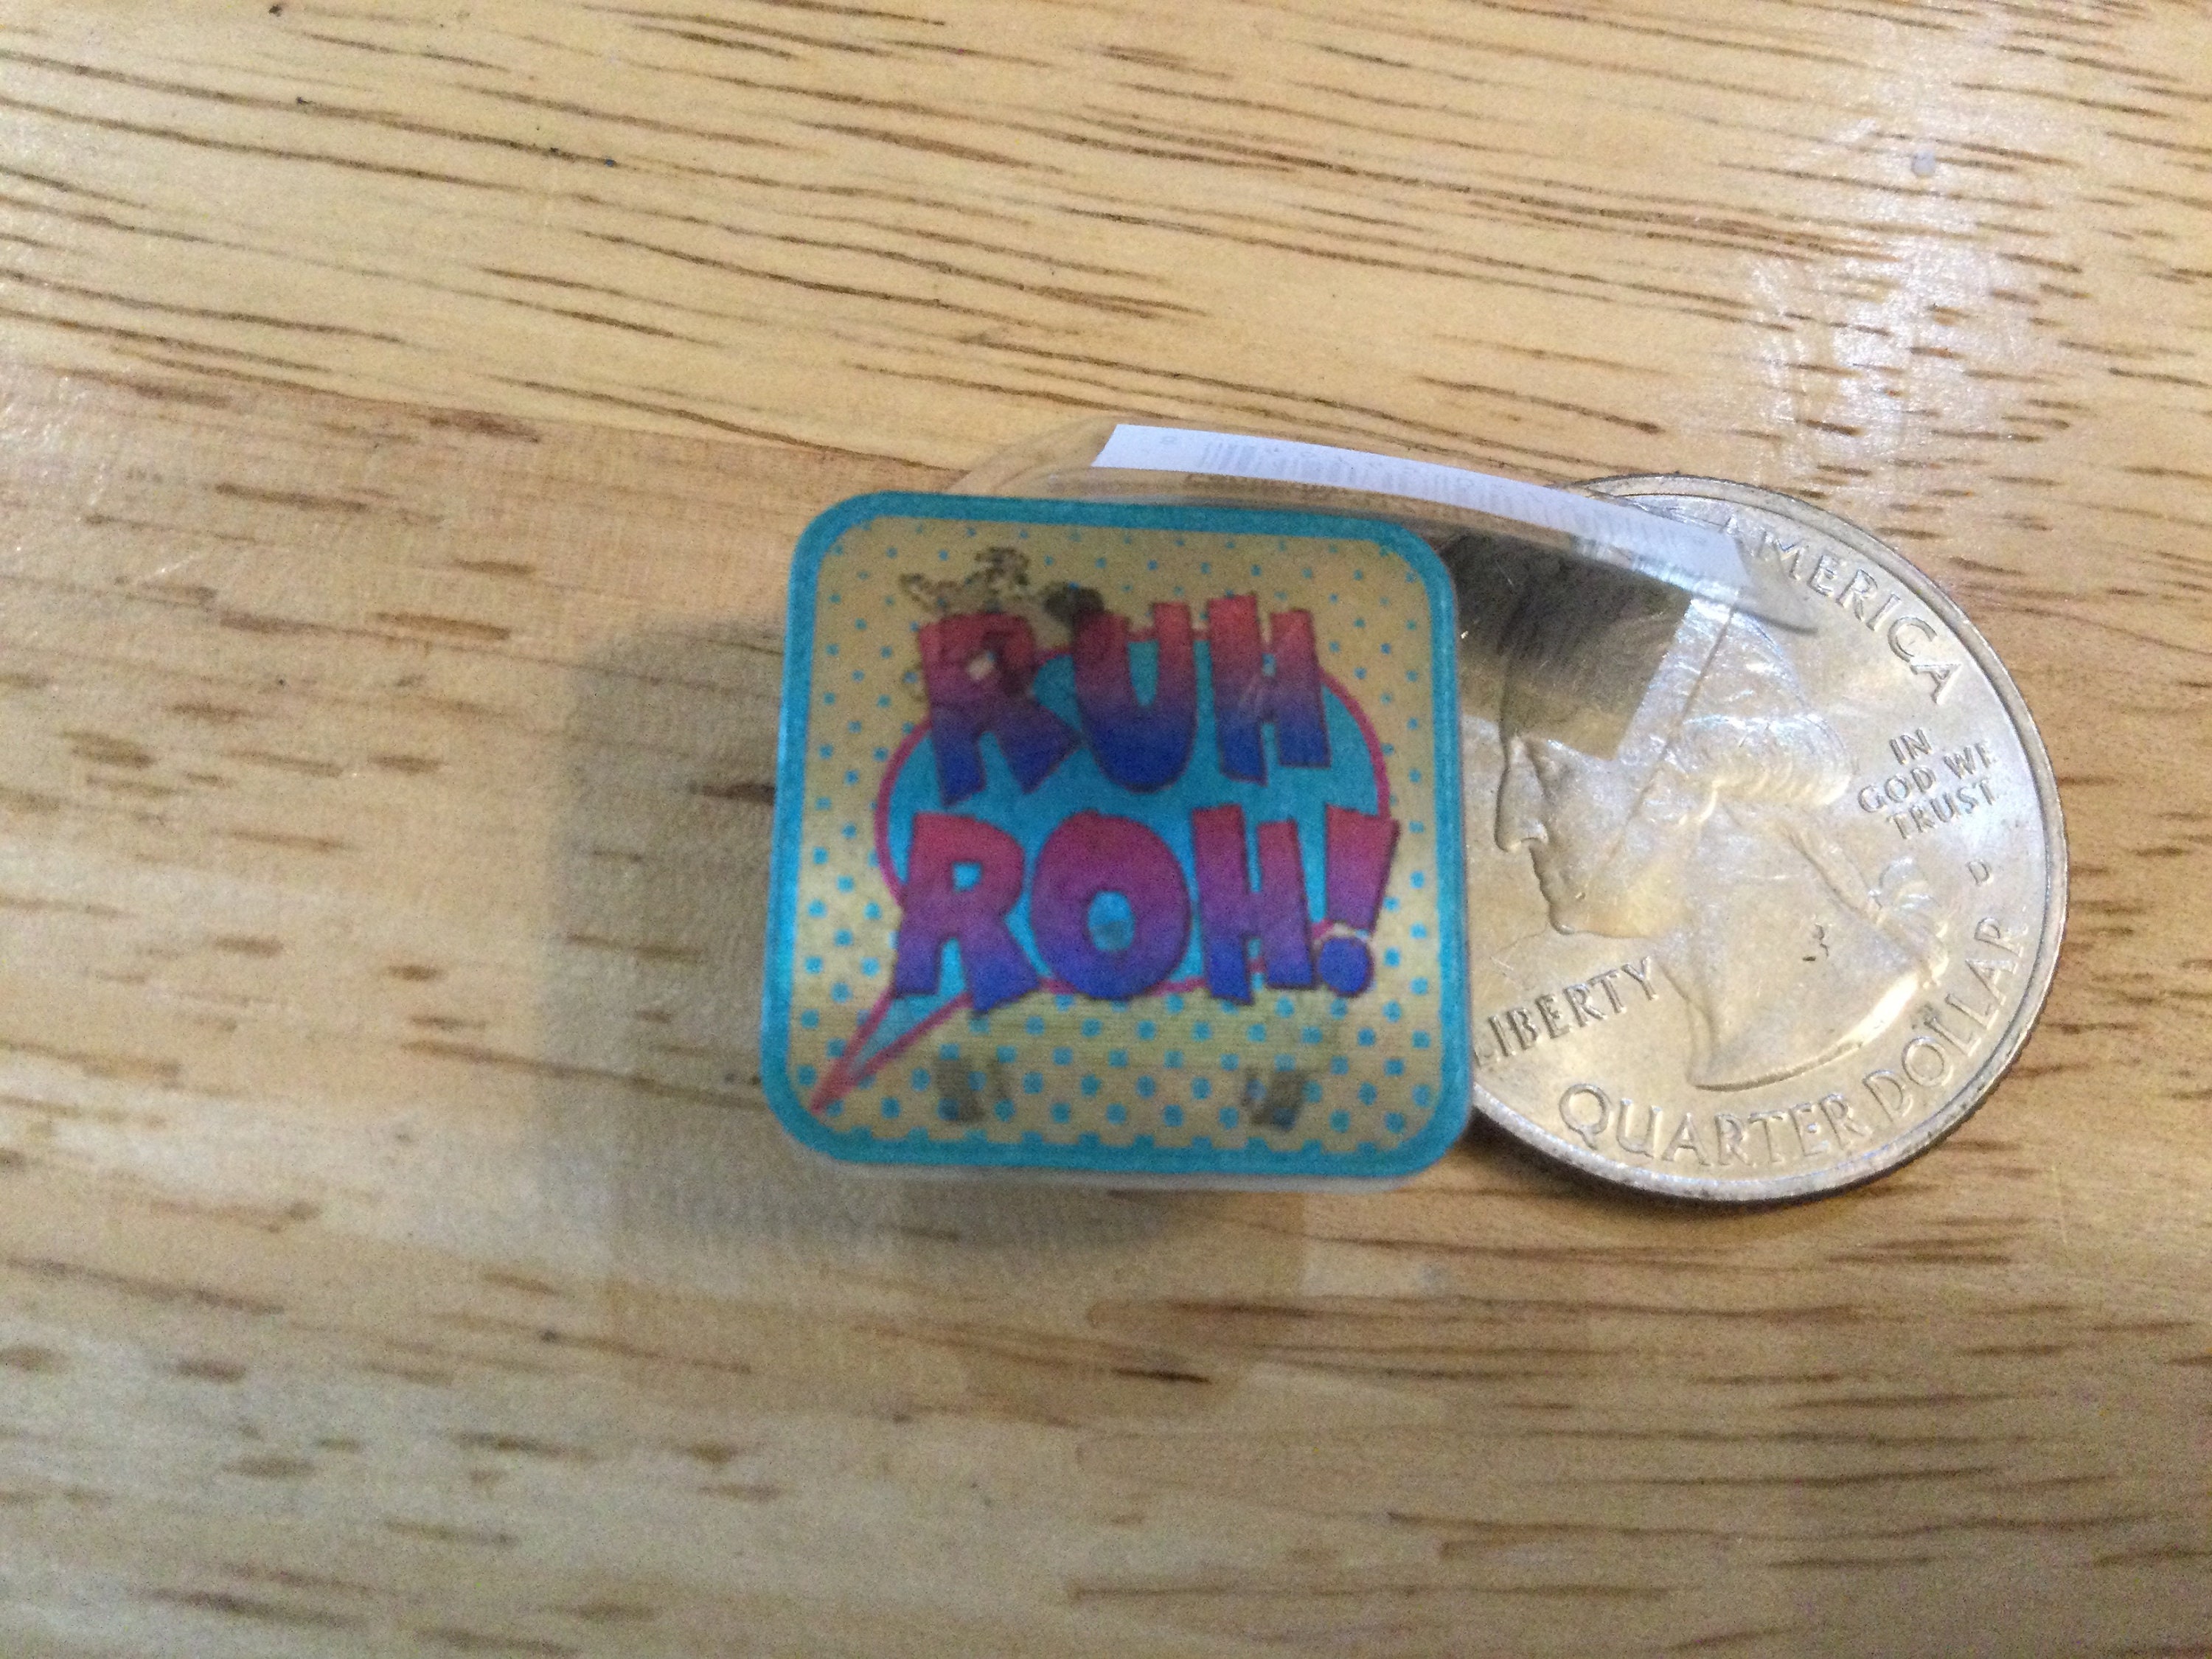 RUH
ROH!
AMERICA
IN
GOD WE
TRUST
D
LIBERTY
QUARTER DOLLAR